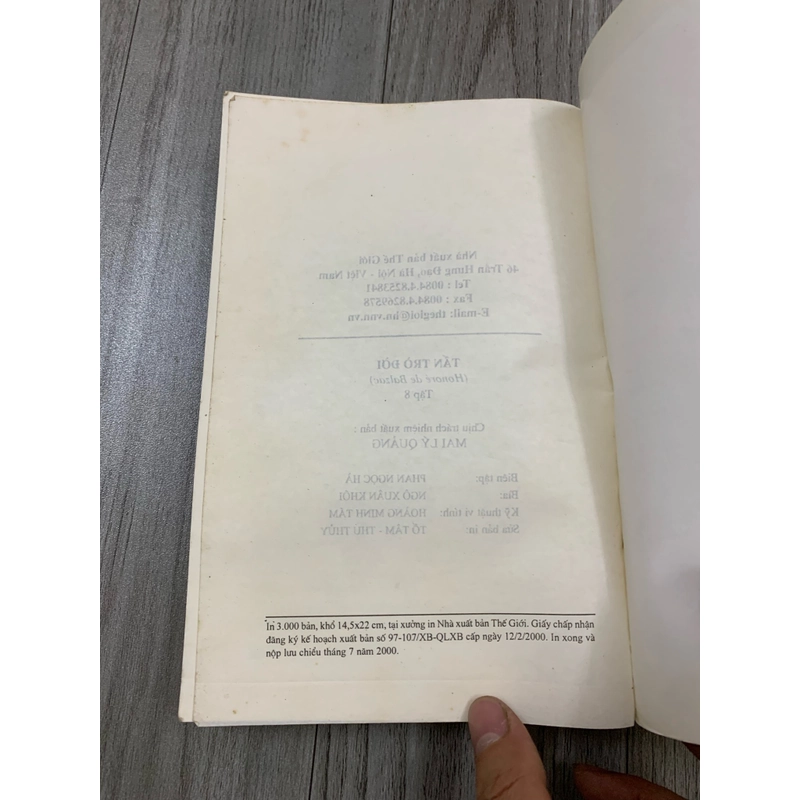 Nhà xuất bản Thế Giới
46 Trần Hưng Đạo, Hà Nội - Việt Nam
Tel : 0084.4.8253841
Fax : 0084.4.8269578
E-mail: thegioi@hn.vnn.vn
TẤN TRÒ ĐỜI
(Honoré de Balzac)
Tập 8
Chịu trách nhiệm xuất bản :
MAI LÝ QUẢNG
Biên tập: PHAN NGỌC HÀ
Bìa: NGÔ XUÂN KHÔI
Kỹ thuật vi tính: HOÀNG MINH TÂM
Sửa bản in: TỐ TÂM - THU THỦY
In 3.000 bản, khổ 14,5x22 cm, tại xưởng in Nhà xuất bản Thế Giới. Giấy chấp nhận
đăng ký kế hoạch xuất bản số 97-107/XB-QLXB cấp ngày 12/2/2000. In xong và
nộp lưu chiểu tháng 7 năm 2000.